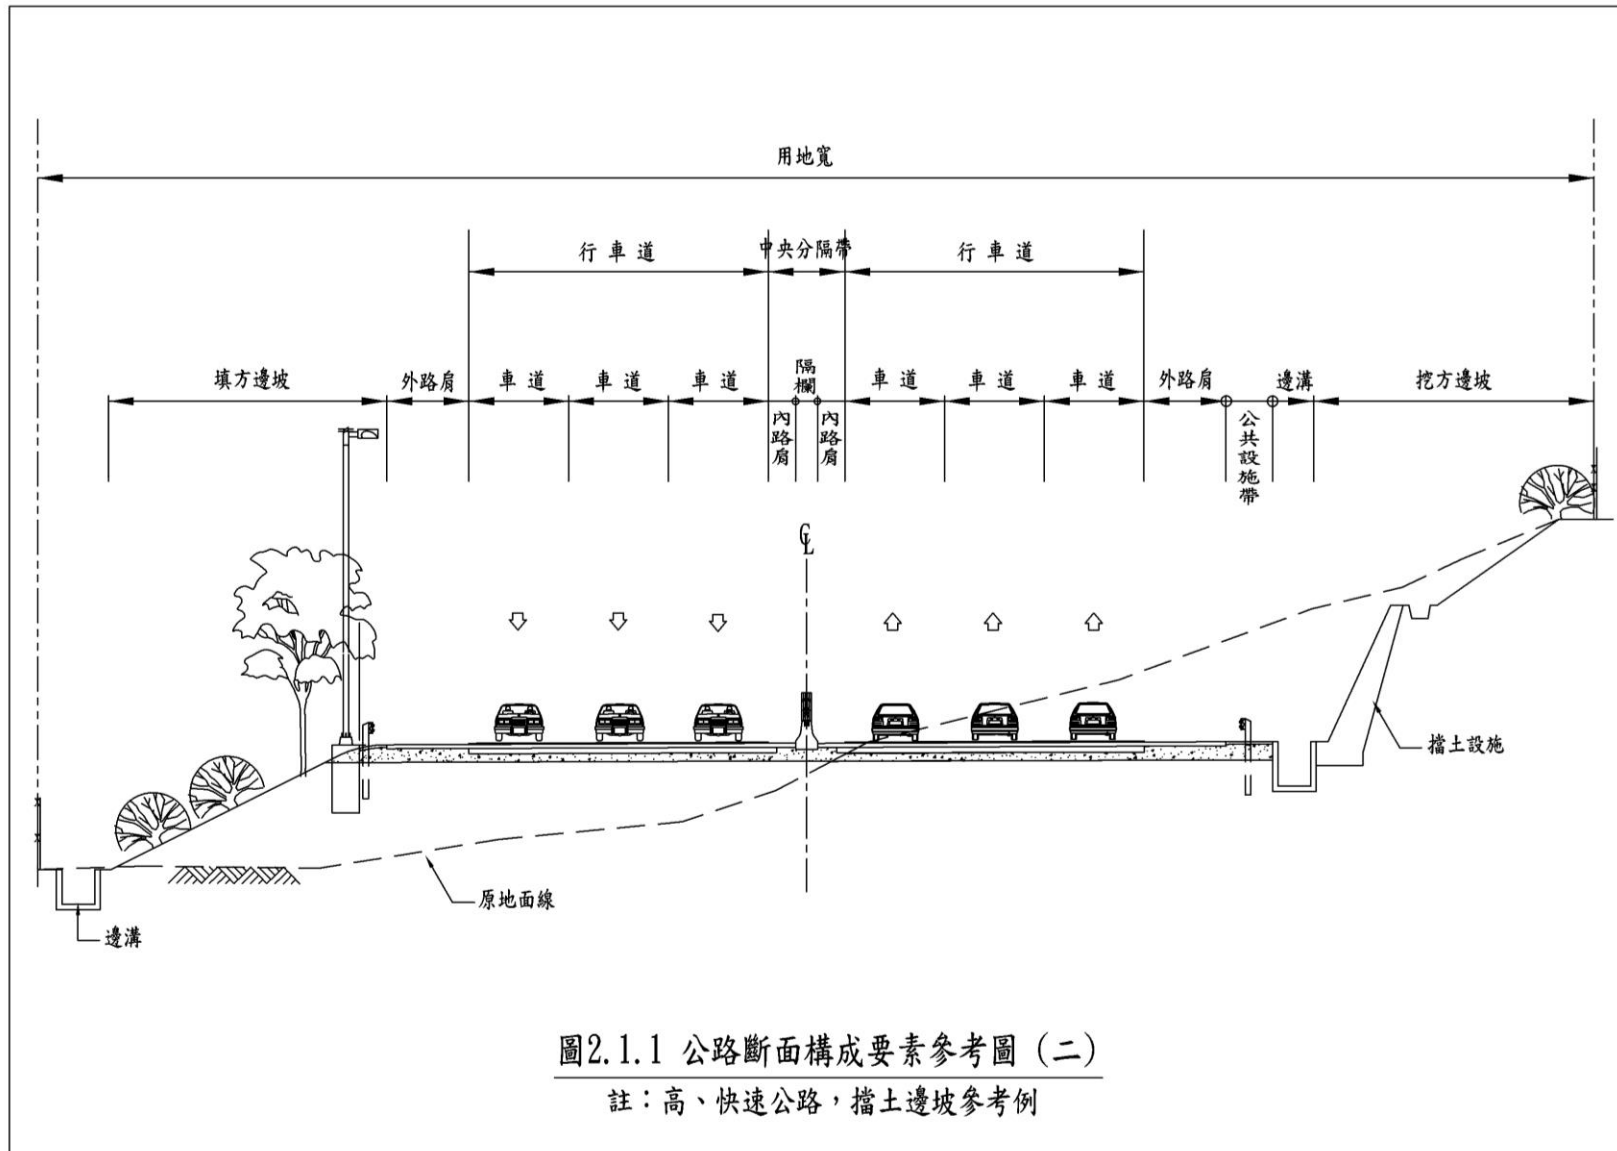 用地寬
行車道
中央分隔帶
行車道
填方邊坡
外路肩
車道
車道
車道
隔欄
車道
車道
車道
外路肩
邊溝
挖方邊坡
內路肩
內路肩
公共設施帶
℄
擋土設施
原地面線
邊溝
圖2.1.1 公路斷面構成要素參考圖（二）
註：高、快速公路，擋土邊坡參考例